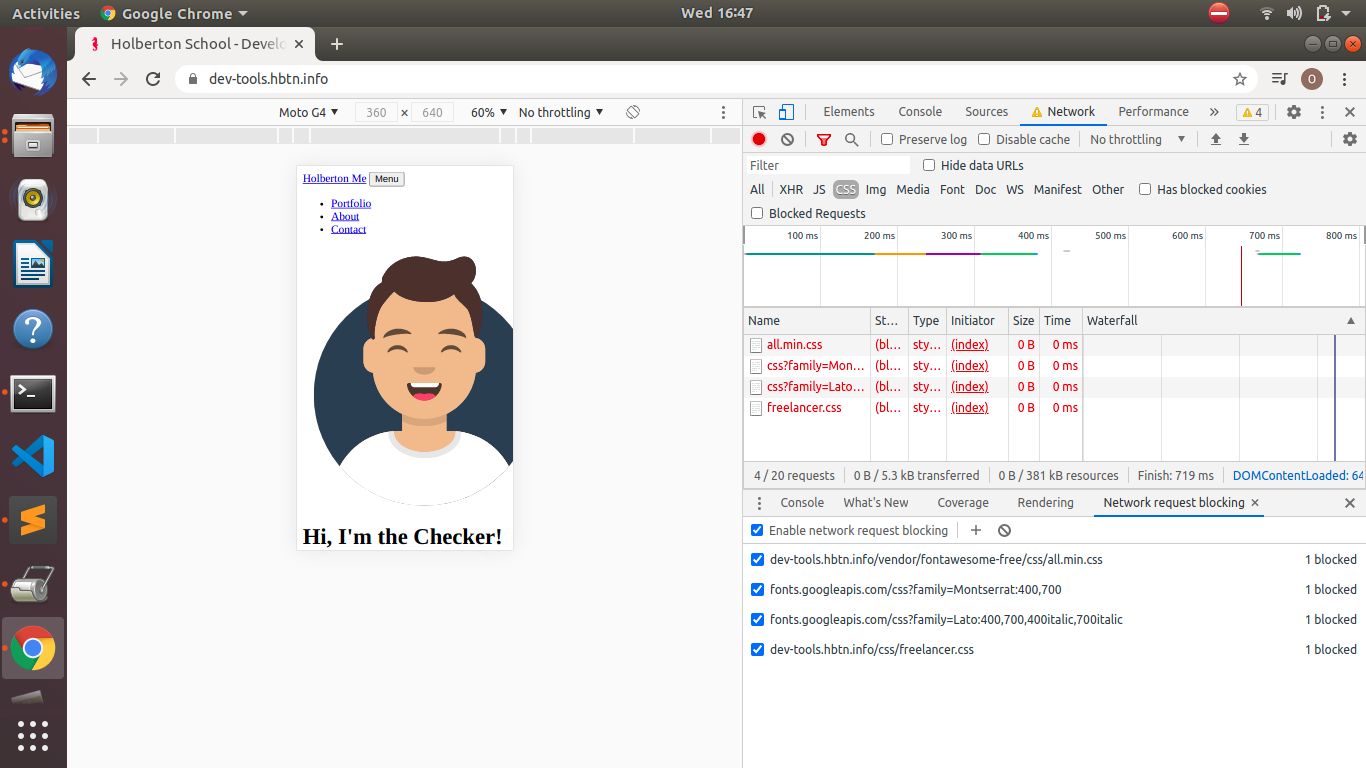 Activities Google Chrome Wed 16:47
Holberton School - Develo
dev-tools.hbtn.info O
Moto G4 360 × 640 60% No throttling
Elements Console Sources Network Performance » 4
Preserve log Disable cache No throttling
Filter Hide data URLs
All XHR JS CSS Img Media Font Doc WS Manifest Other Has blocked cookies
Blocked Requests
100 ms 200 ms 300 ms 400 ms 500 ms 600 ms 700 ms 800 ms
Name St... Type Initiator Size Time Waterfall
all.min.css (bl... sty... (index) 0 B 0 ms
css?family=Mon... (bl... sty... (index) 0 B 0 ms
css?family=Lato... (bl... sty... (index) 0 B 0 ms
freelancer.css (bl... sty... (index) 0 B 0 ms
4 / 20 requests 0 B / 5.3 kB transferred 0 B / 381 kB resources Finish: 719 ms DOMContentLoaded: 64
Console What's New Coverage Rendering Network request blocking
Enable network request blocking
dev-tools.hbtn.info/vendor/fontawesome-free/css/all.min.css 1 blocked
fonts.googleapis.com/css?family=Montserrat:400,700 1 blocked
fonts.googleapis.com/css?family=Lato:400,700,400italic,700italic 1 blocked
dev-tools.hbtn.info/css/freelancer.css 1 blocked
Holberton Me Menu
Portfolio
About
Contact
Hi, I'm the Checker!